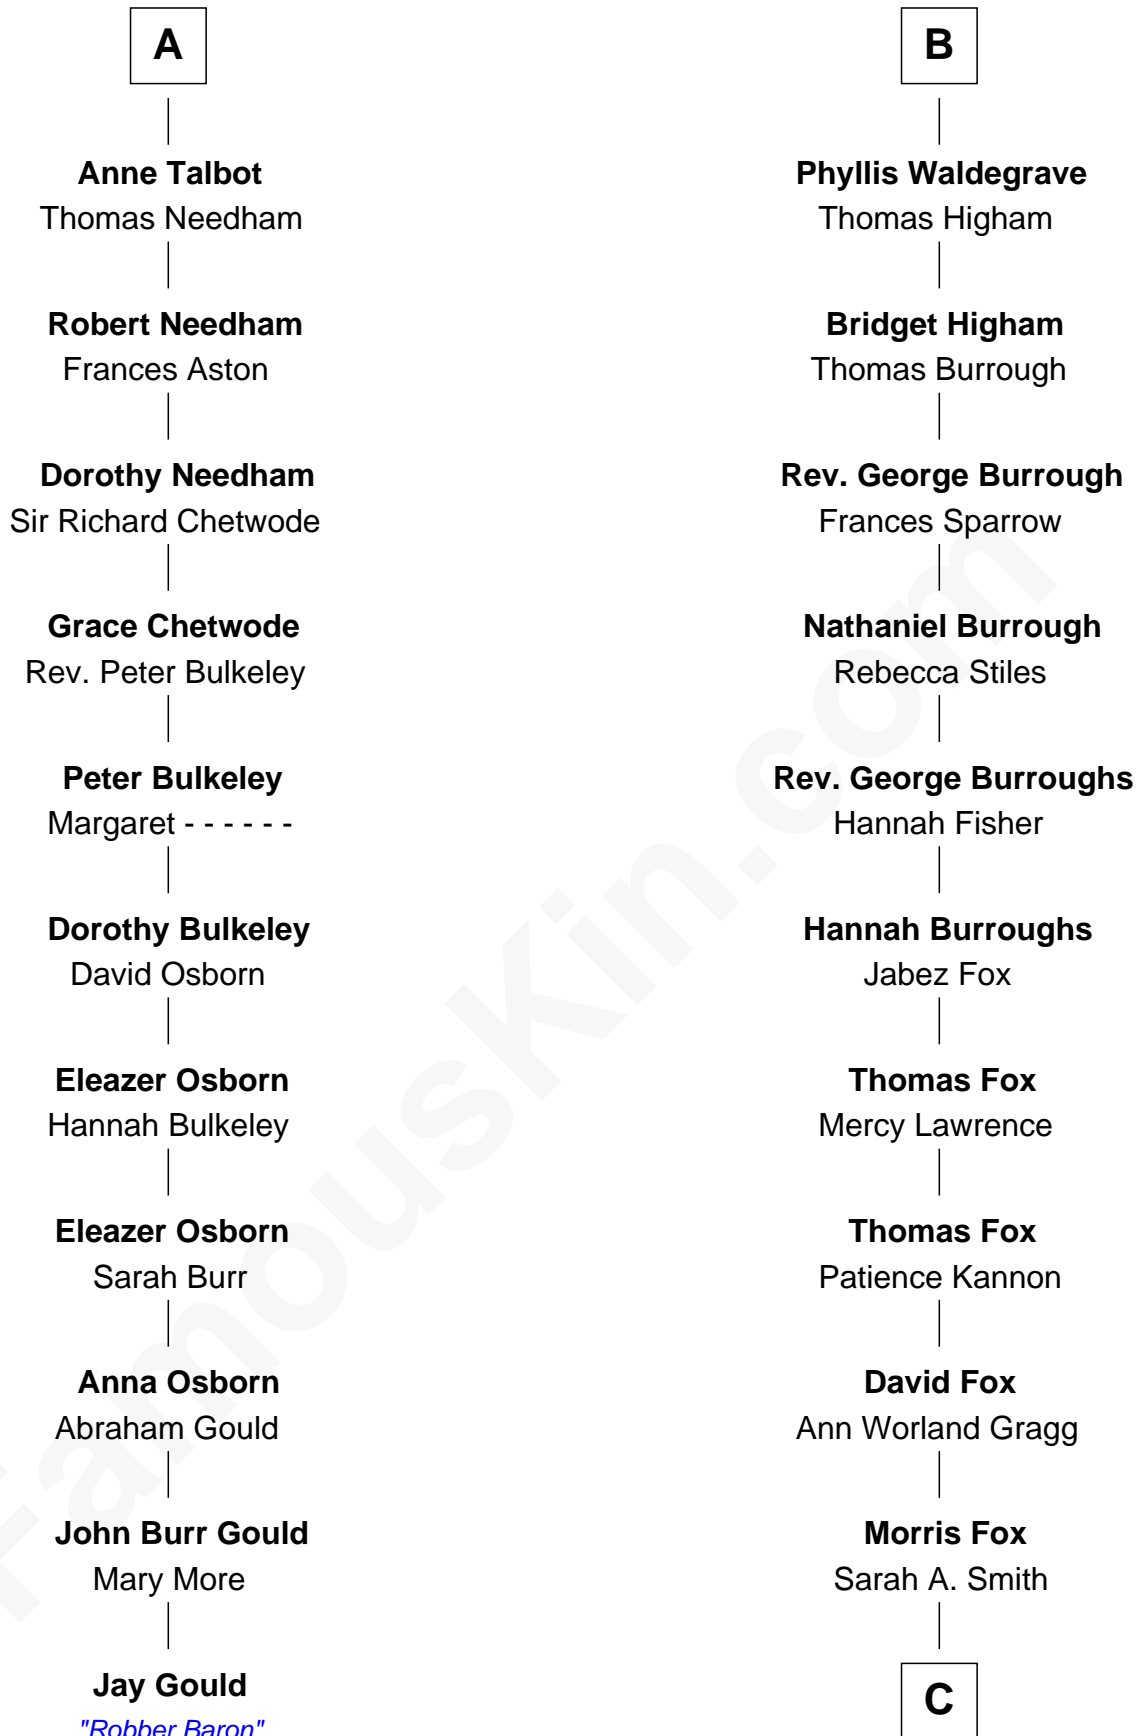 A
Anne Talbot
Thomas Needham
Robert Needham
Frances Aston
Dorothy Needham
Sir Richard Chetwode
Grace Chetwode
Rev. Peter Bulkeley
Peter Bulkeley
Margaret - - - - - -
Dorothy Bulkeley
David Osborn
Eleazer Osborn
Hannah Bulkeley
Eleazer Osborn
Sarah Burr
Anna Osborn
Abraham Gould
John Burr Gould
Mary More
Jay Gould
"Robber Baron"
B
Phyllis Waldegrave
Thomas Higham
Bridget Higham
Thomas Burrough
Rev. George Burrough
Frances Sparrow
Nathaniel Burrough
Rebecca Stiles
Rev. George Burroughs
Hannah Fisher
Hannah Burroughs
Jabez Fox
Thomas Fox
Mercy Lawrence
Thomas Fox
Patience Kannon
David Fox
Ann Worland Gragg
Morris Fox
Sarah A. Smith
C
FamousKin.com